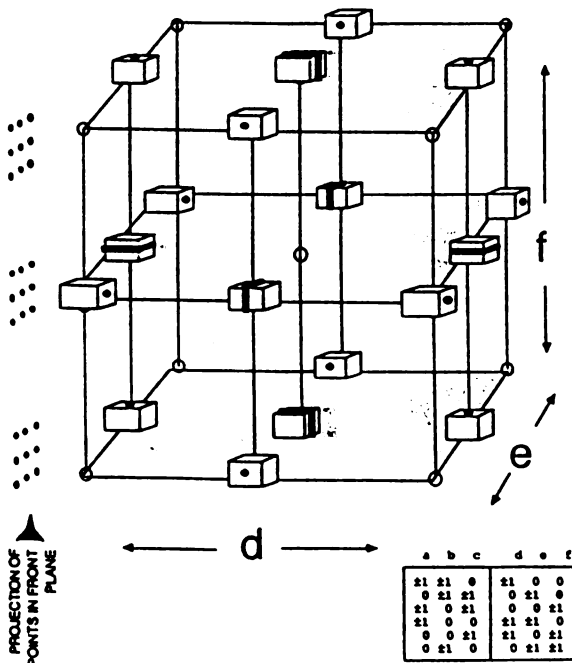 f
e
d
PROJECTION OF
POINTS IN FRONT
PLANE
a b c d e f
±1 ±1 0 ±1 0 0
0 ±1 ±1 0 ±1 0
±1 0 ±1 0 0 ±1
±1 0 0 ±1 ±1 0
0 0 ±1 ±1 0 ±1
0 ±1 0 0 ±1 ±1